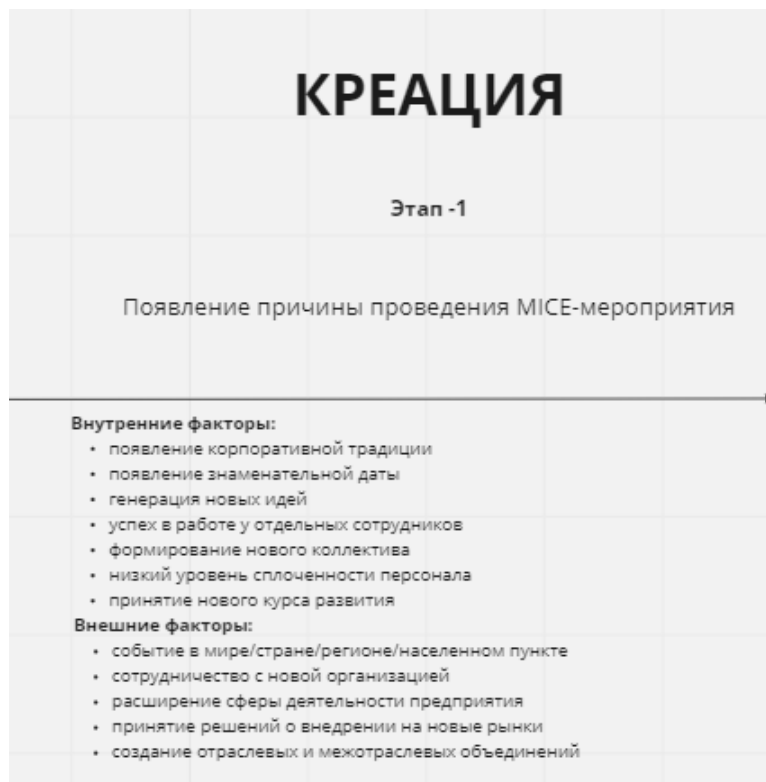 КРЕАЦИЯ
Этап -1
Появление причины проведения MICE-мероприятия
Внутренние факторы:
• появление корпоративной традиции
• появление знаменательной даты
• генерация новых идей
• успех в работе у отдельных сотрудников
• формирование нового коллектива
• низкий уровень сплоченности персонала
• принятие нового курса развития
Внешние факторы:
• событие в мире/стране/регионе/населенном пункте
• сотрудничество с новой организацией
• расширение сферы деятельности предприятия
• принятие решений о внедрении на новые рынки
• создание отраслевых и межотраслевых объединений